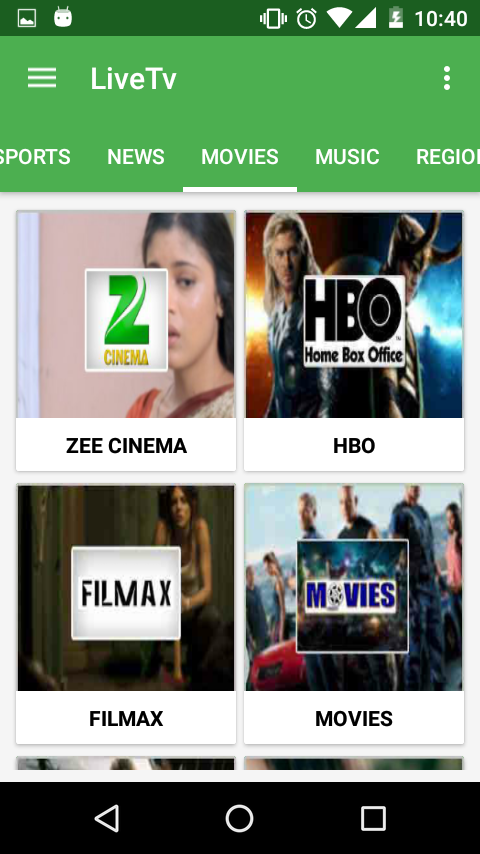 10:40
LiveTv
SPORTS NEWS MOVIES MUSIC REGIO
Z
CINEMA
ZEE CINEMA
HBO
Home Box Office
HBO
FILMAX
FILMAX
MOVIES
MOVIES